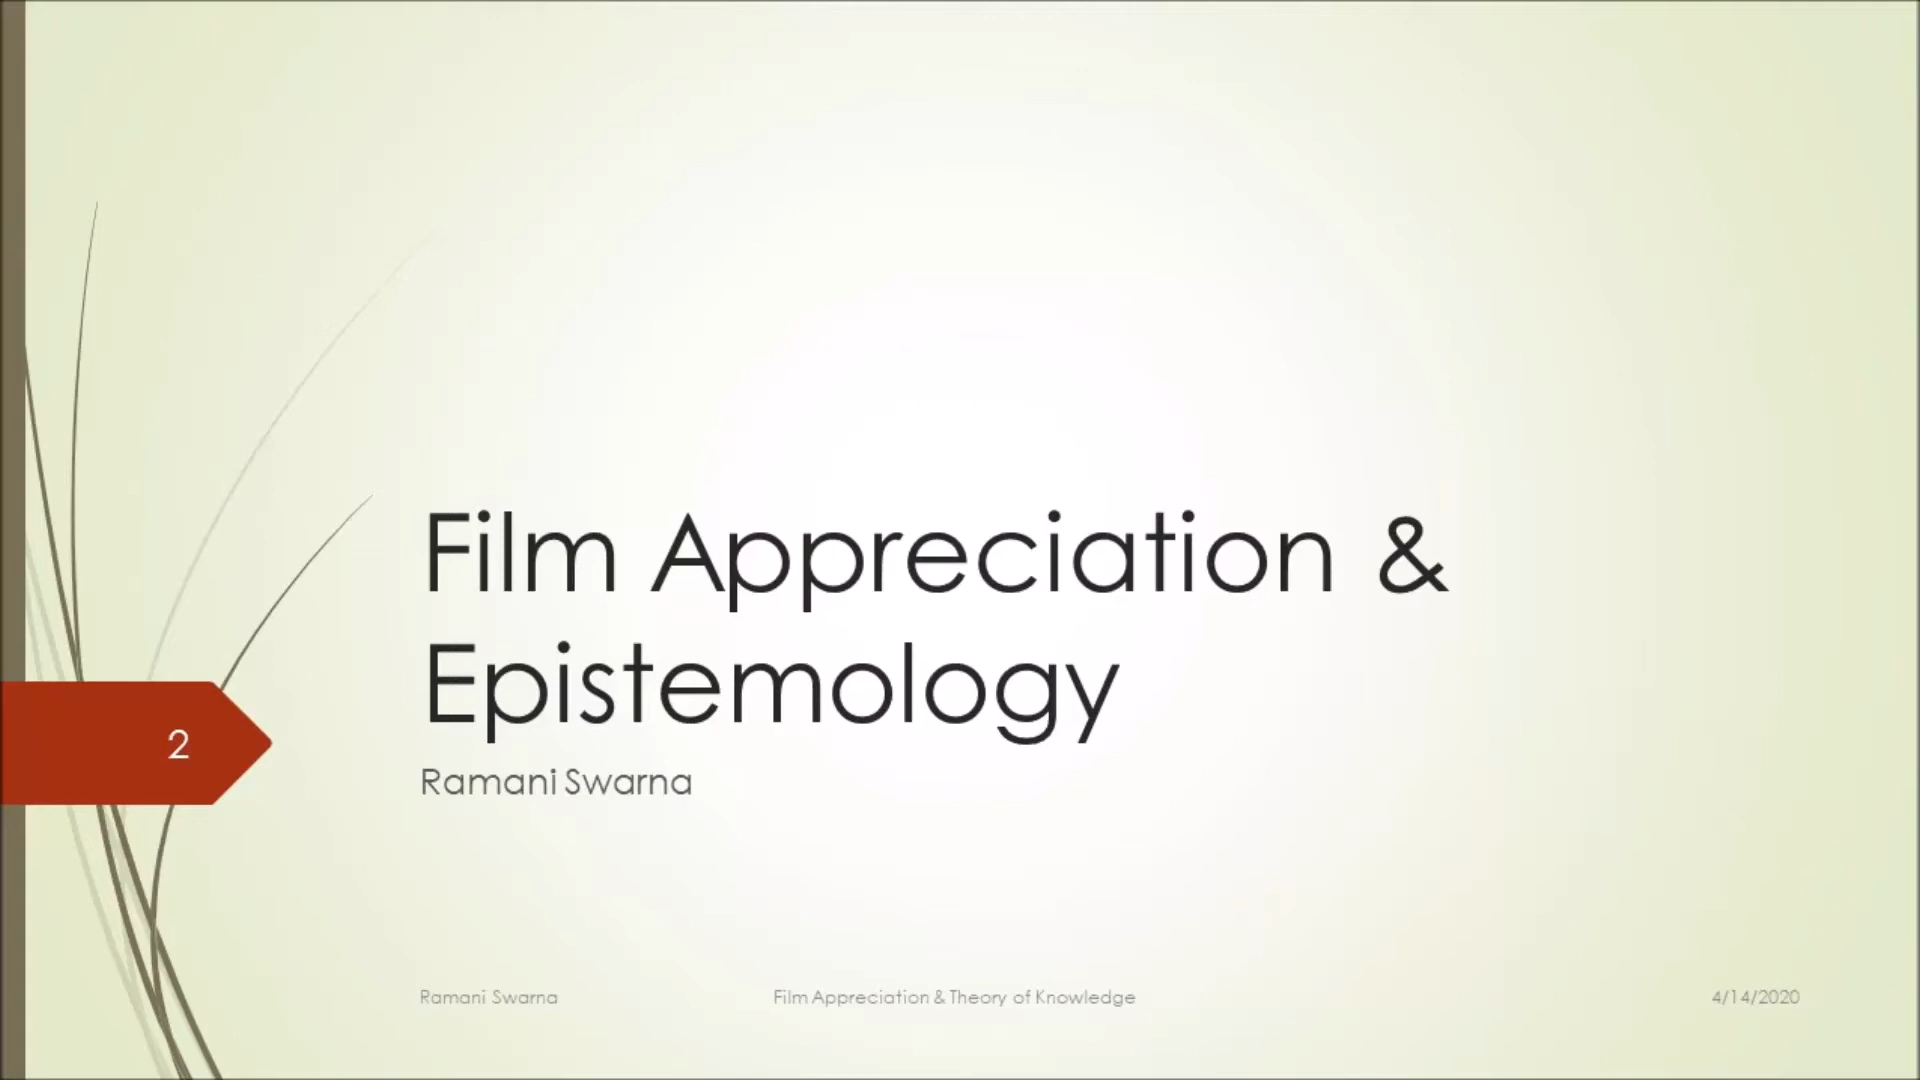 Film Appreciation &
Epistemology
2
Ramani Swarna
Ramani Swarna
Film Appreciation & Theory of Knowledge
4/14/2020